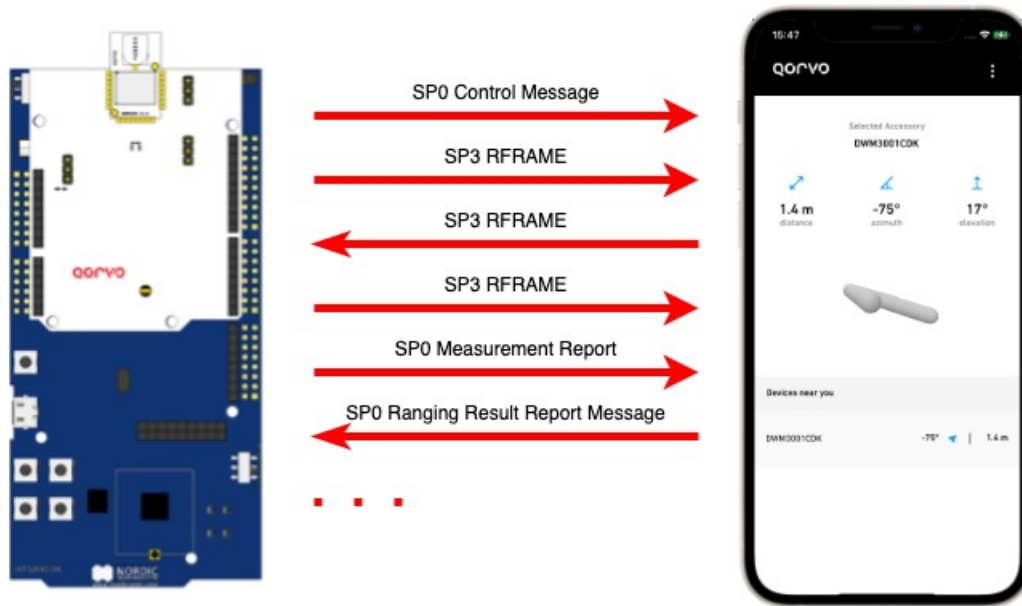 SP0 Control Message
SP3 RFRAME
SP3 RFRAME
SP3 RFRAME
SP0 Measurement Report
SP0 Ranging Result Report Message
. . .
QORVO
NORDIC
15:47
QORVO
Selected Accessory
DWM3001CDK
1.4 m
distance
-75°
azimuth
17°
elevation
Devices near you
DWM3001CDK -75° | 1.4 m